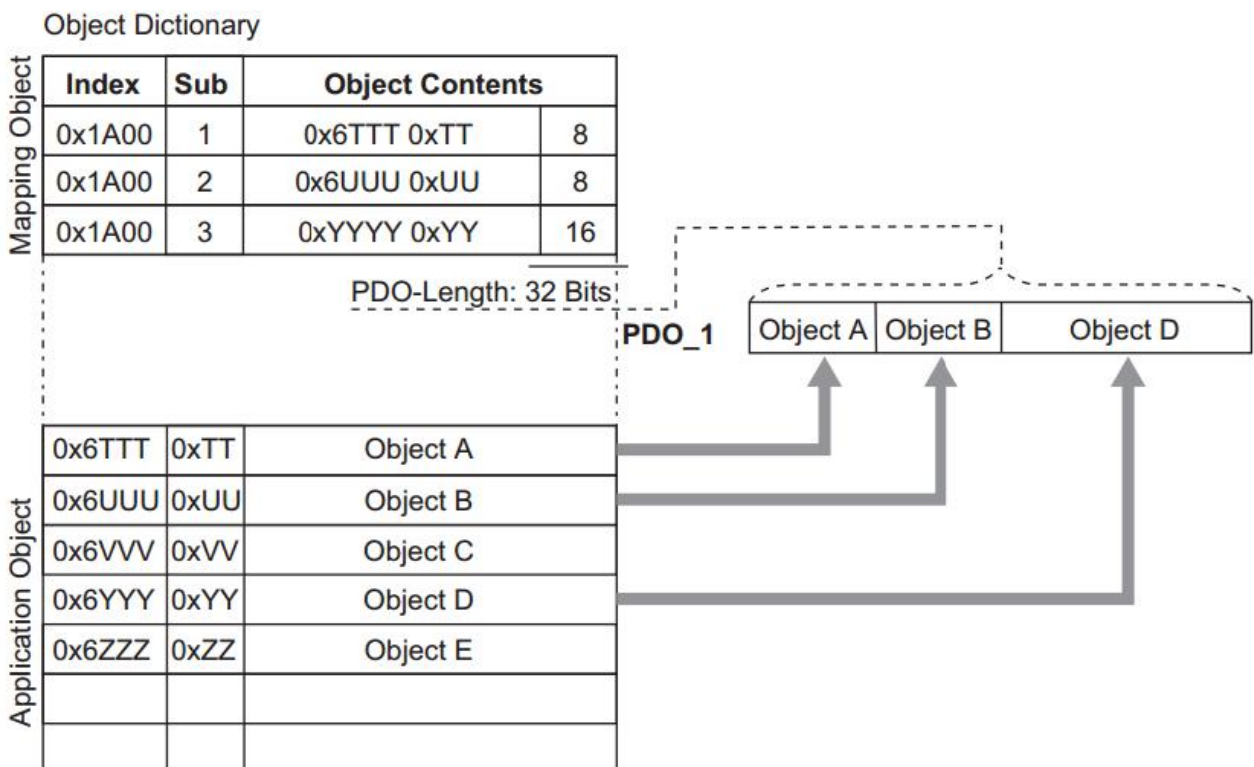 Object Dictionary
Mapping Object
Index Sub Object Contents
0x1A00 1 0x6TTT 0xTT 8
0x1A00 2 0x6UUU 0xUU 8
0x1A00 3 0xYYYY 0xYY 16
PDO-Length: 32 Bits
PDO_1 Object A Object B Object D
Application Object
0x6TTT 0xTT Object A
0x6UUU 0xUU Object B
0x6VVV 0xVV Object C
0x6YYY 0xYY Object D
0x6ZZZ 0xZZ Object E